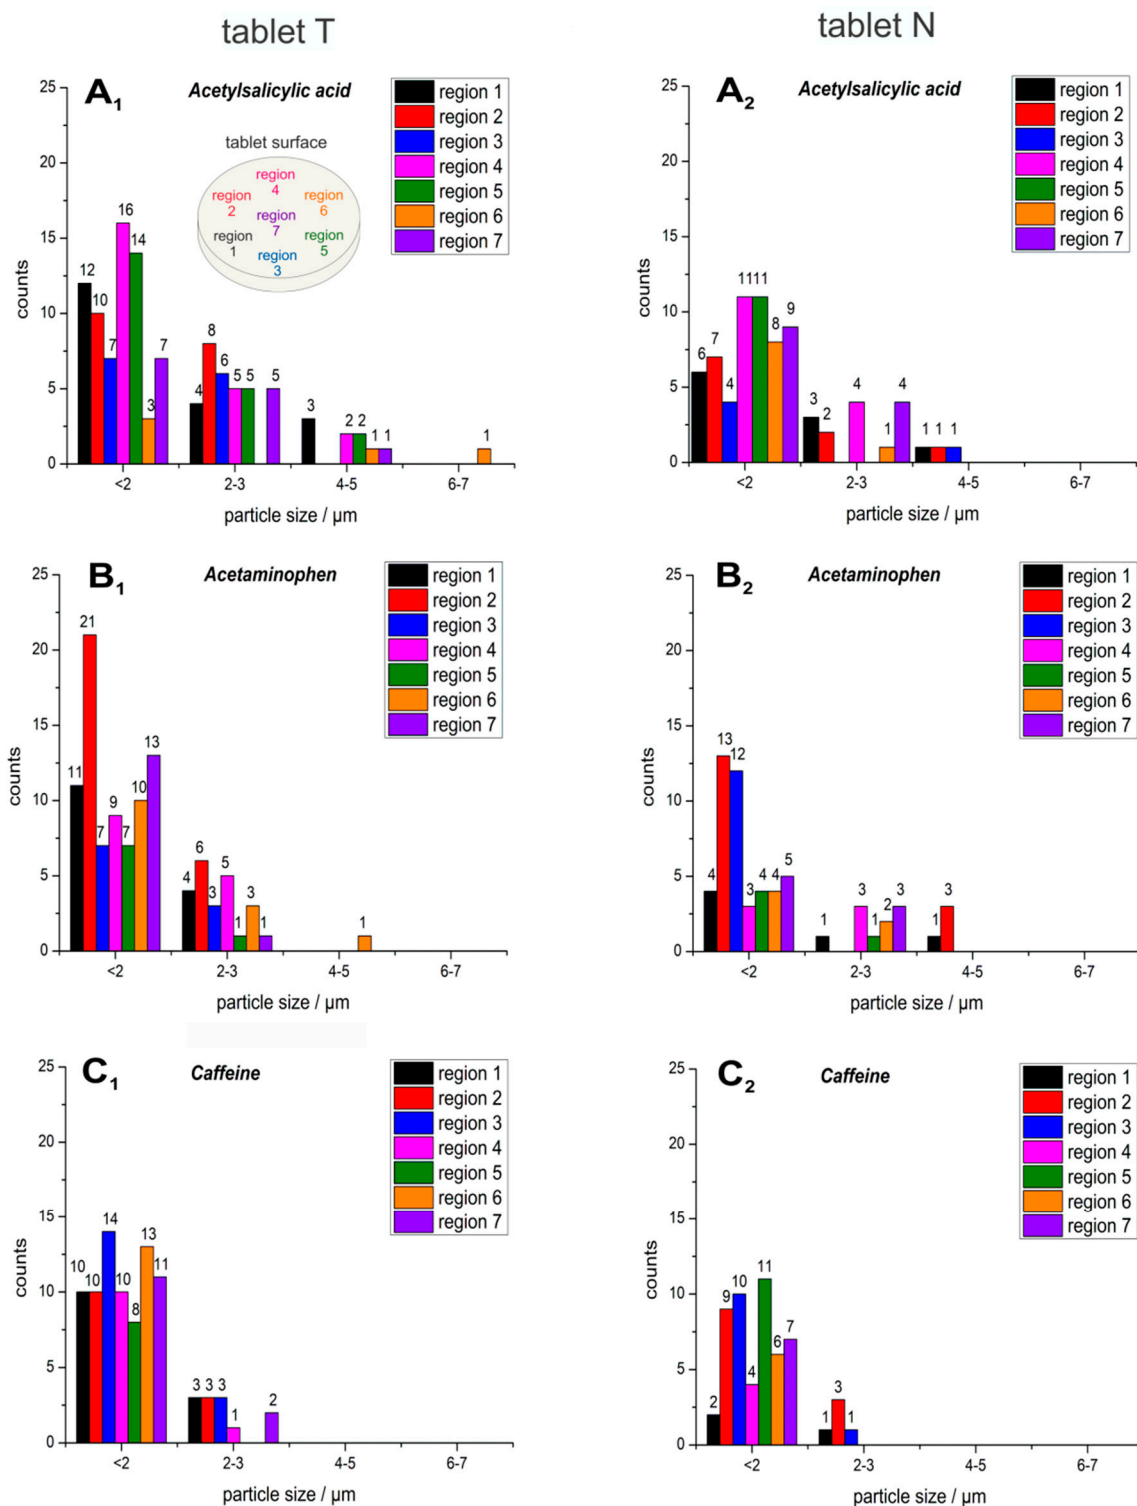 tablet T
tablet N
A1
Acetylsalicylic acid
region 1
region 2
region 3
region 4
region 5
region 6
region 7
tablet surface
region
4
region
2
region
6
region
7
region
1
region
5
region
3
25
20
15
10
5
0
counts
12
10
7
16
14
3
7
4
8
6
5
5
5
3
2
2
1
1
1
<2
2-3
4-5
6-7
particle size / µm
A2
Acetylsalicylic acid
region 1
region 2
region 3
region 4
region 5
region 6
region 7
25
20
15
10
5
0
counts
6
7
4
11
11
8
9
3
2
4
1
4
1
1
1
<2
2-3
4-5
6-7
particle size / µm
B1
Acetaminophen
region 1
region 2
region 3
region 4
region 5
region 6
region 7
25
20
15
10
5
0
counts
11
21
7
9
7
10
13
4
6
3
5
1
3
1
1
<2
2-3
4-5
6-7
particle size / µm
B2
Acetaminophen
region 1
region 2
region 3
region 4
region 5
region 6
region 7
25
20
15
10
5
0
counts
4
13
12
3
4
4
5
1
3
1
2
3
1
3
<2
2-3
4-5
6-7
particle size / µm
C1
Caffeine
region 1
region 2
region 3
region 4
region 5
region 6
region 7
25
20
15
10
5
0
counts
10
10
14
10
8
13
11
3
3
3
1
2
<2
2-3
4-5
6-7
particle size / µm
C2
Caffeine
region 1
region 2
region 3
region 4
region 5
region 6
region 7
25
20
15
10
5
0
counts
2
9
10
4
11
6
7
1
3
1
<2
2-3
4-5
6-7
particle size / µm